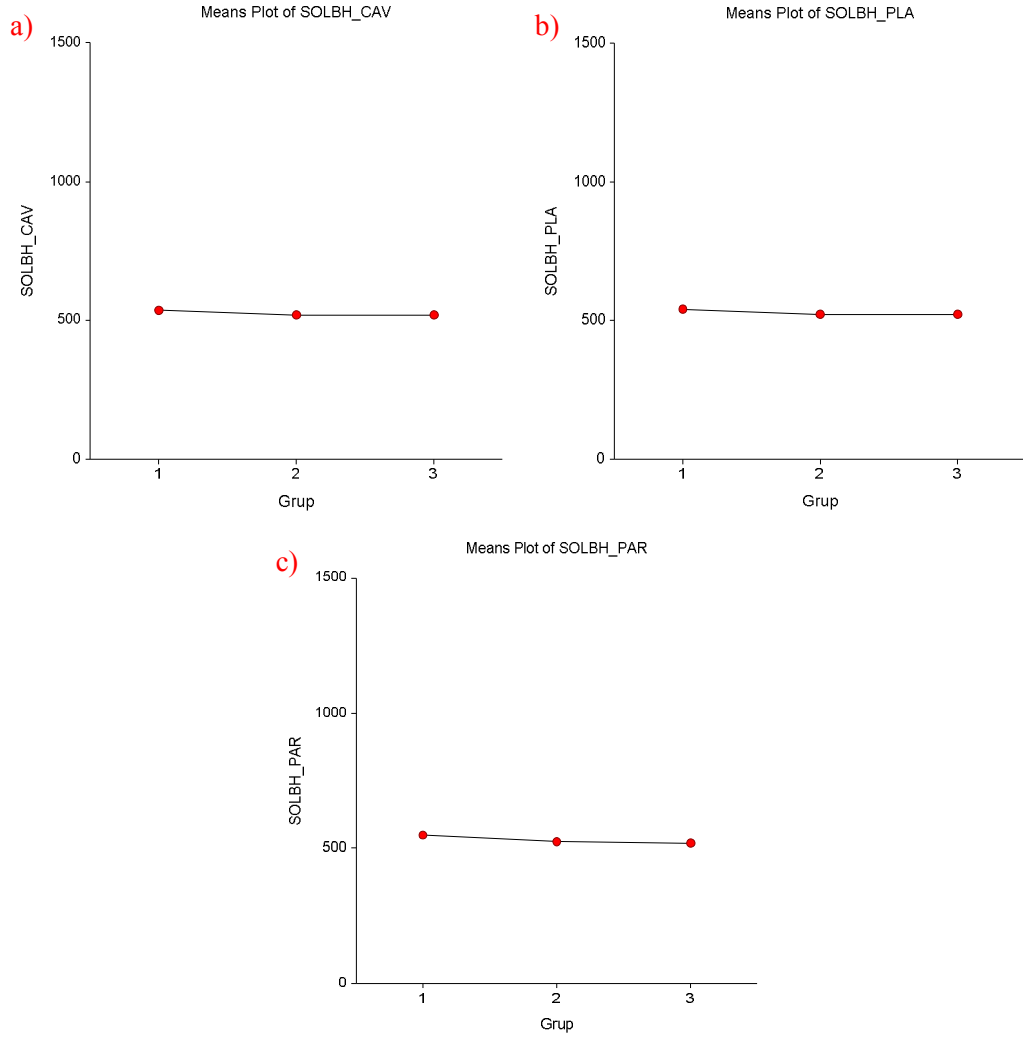 a)
Means Plot of SOLBH_CAV
1500
1000
500
0
SOLBH_CAV
1
2
3
Grup
b)
Means Plot of SOLBH_PLA
1500
1000
500
0
SOLBH_PLA
1
2
3
Grup
c)
Means Plot of SOLBH_PAR
1500
1000
500
0
SOLBH_PAR
1
2
3
Grup